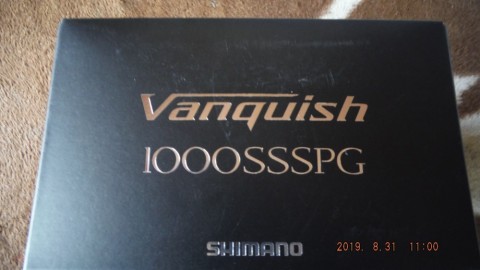 Vanquish
1000SSSPG
SHIMANO
2019. 8.31 11:00